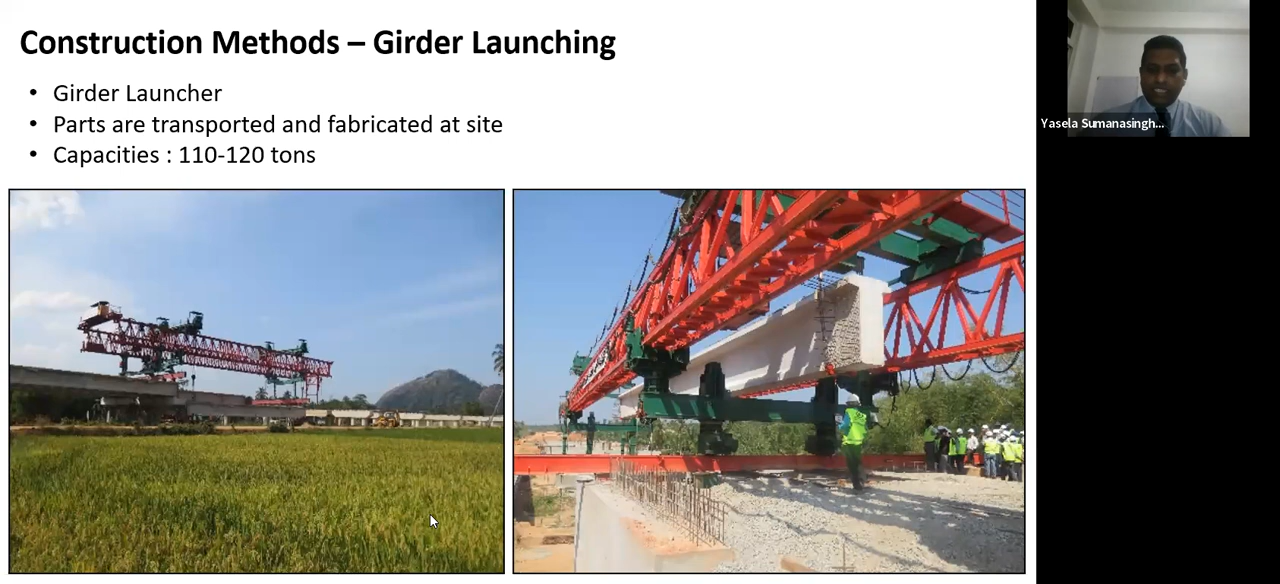 Construction Methods – Girder Launching
• Girder Launcher
• Parts are transported and fabricated at site
• Capacities : 110-120 tons
Yasela Sumanasingh...